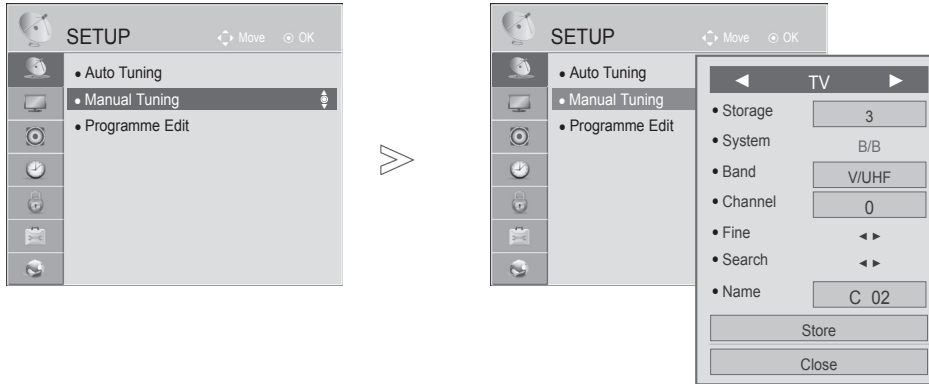 SETUP
Move OK
• Auto Tuning
• Manual Tuning
• Programme Edit
SETUP
Move OK
• Auto Tuning
• Manual Tuning
• Programme Edit
◄ TV ►
• Storage 3
• System B/B
• Band V/UHF
• Channel 0
• Fine ◄ ►
• Search ◄ ►
• Name C 02
Store
Close